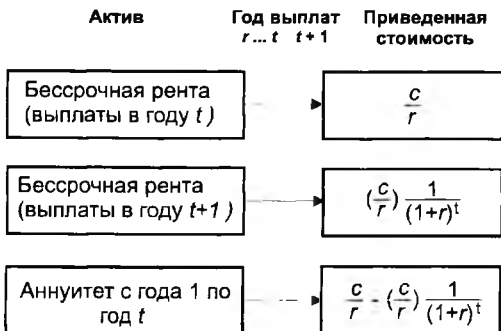 Актив Год выплат Приведенная
r... t t + 1 стоимость
Бессрочная рента
(выплаты в году t )
c/r
Бессрочная рента
(выплаты в году t+1 )
(c/r) 1/(1+r)^t
Аннуитет с года 1 по
год t
c/r - (c/r) 1/(1+r)^t